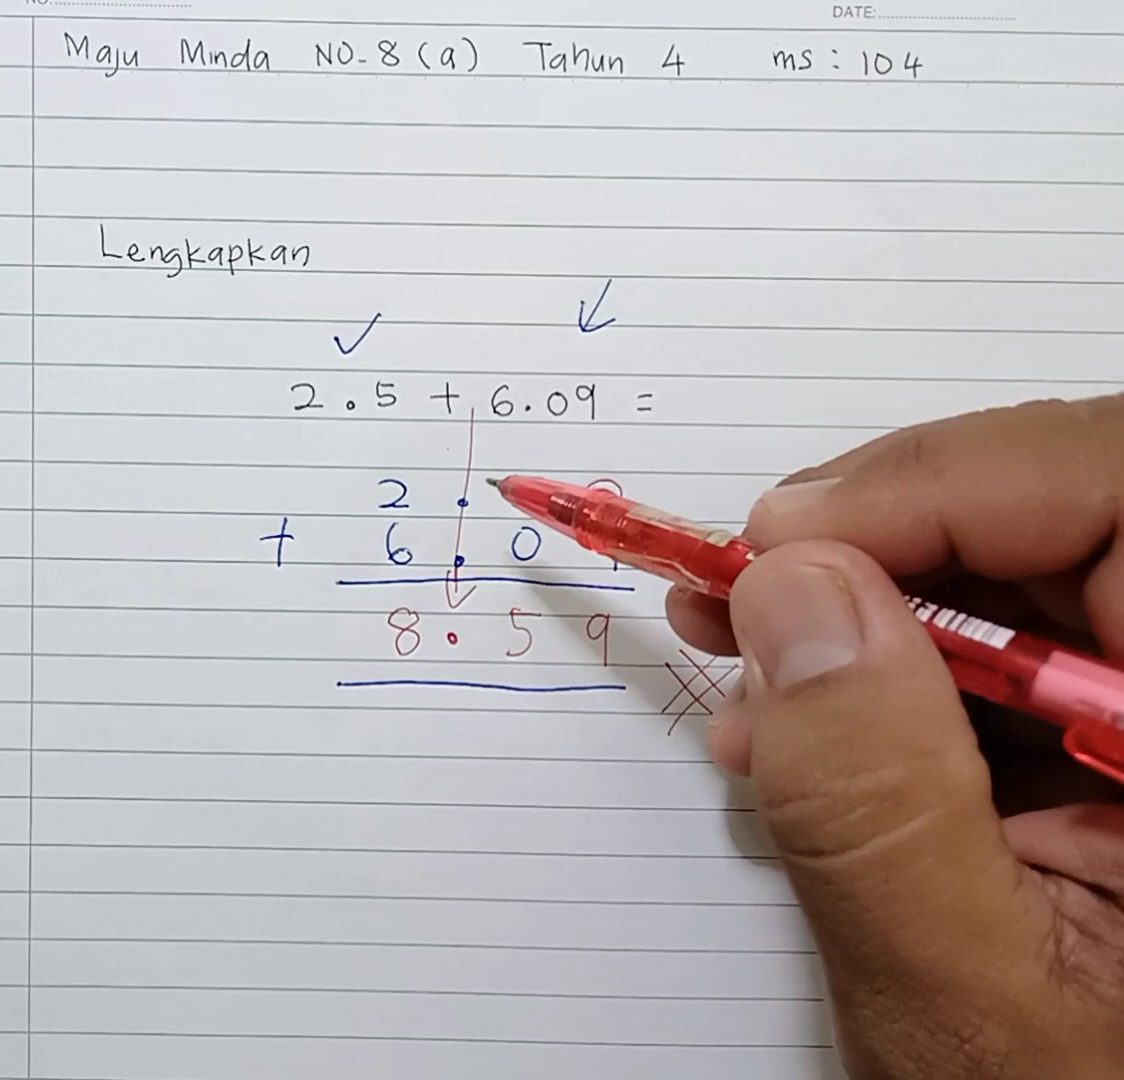 DATE:
Maju Minda NO. 8 (a) Tahun 4 ms : 104
Lengkapkan
2.5 + 6.09 =
2 .
+ 6 . 0
8 . 5 9